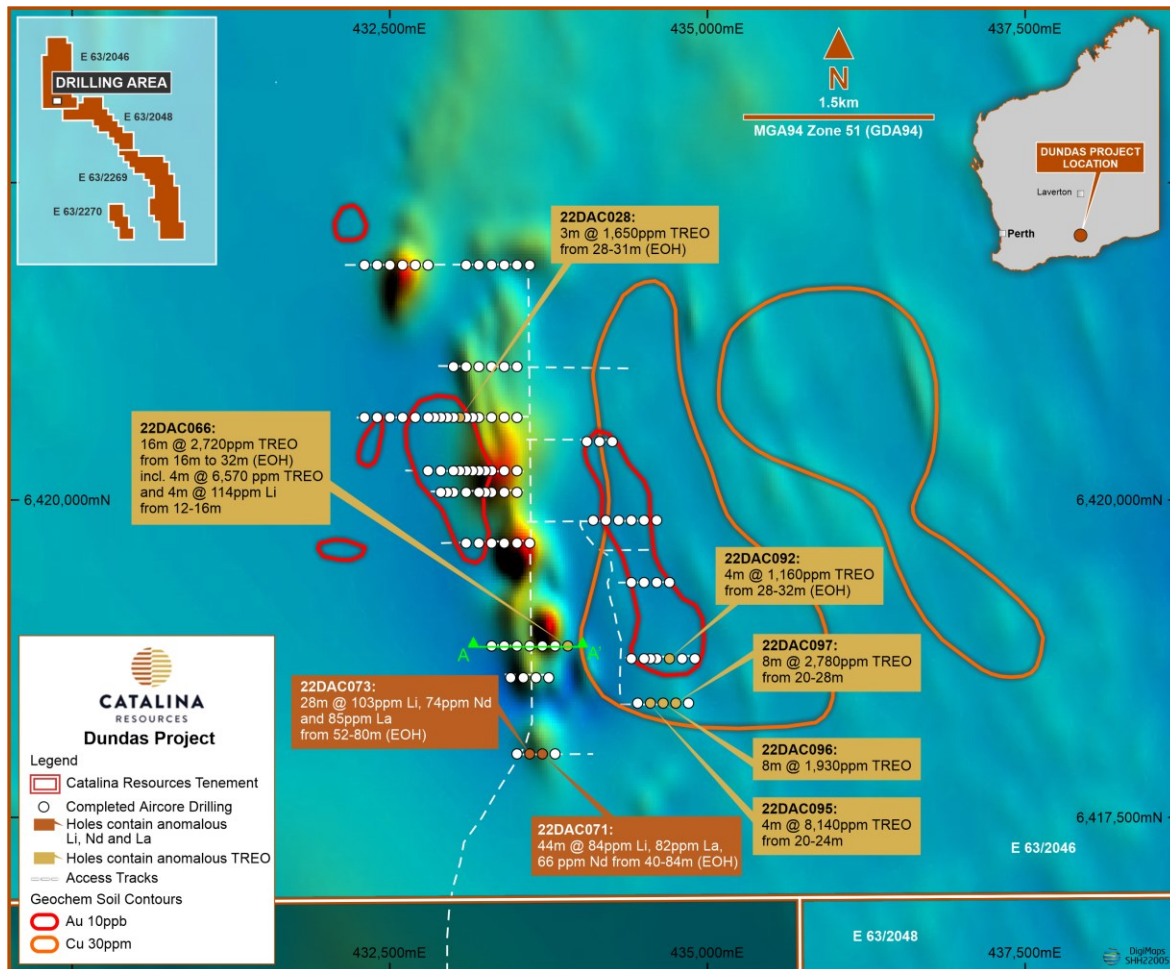 432,500mE
435,000mE
437,500mE
E 63/2046
DRILLING AREA
E 63/2048
E 63/2269
E 63/2270
N
1.5km
MGA94 Zone 51 (GDA94)
DUNDAS PROJECT
LOCATION
Laverton
Perth
22DAC028:
3m @ 1,650ppm TREO
from 28-31m (EOH)
22DAC066:
16m @ 2,720ppm TREO
from 16m to 32m (EOH)
incl. 4m @ 6,570 ppm TREO
and 4m @ 114ppm Li
from 12-16m
6,420,000mN
6,420,000mN
22DAC092:
4m @ 1,160ppm TREO
from 28-32m (EOH)
A
A'
22DAC097:
8m @ 2,780ppm TREO
from 20-28m
22DAC073:
28m @ 103ppm Li, 74ppm Nd
and 85ppm La
from 52-80m (EOH)
22DAC096:
8m @ 1,930ppm TREO
22DAC095:
4m @ 8,140ppm TREO
from 20-24m
22DAC071:
44m @ 84ppm Li, 82ppm La,
66 ppm Nd from 40-84m (EOH)
6,417,500mN
E 63/2046
CATALINA
RESOURCES
Dundas Project
Legend
Catalina Resources Tenement
Completed Aircore Drilling
Holes contain anomalous
Li, Nd and La
Holes contain anomalous TREO
Access Tracks
Geochem Soil Contours
Au 10ppb
Cu 30ppm
432,500mE
435,000mE
437,500mE
E 63/2048
DigiMaps
SHH22005